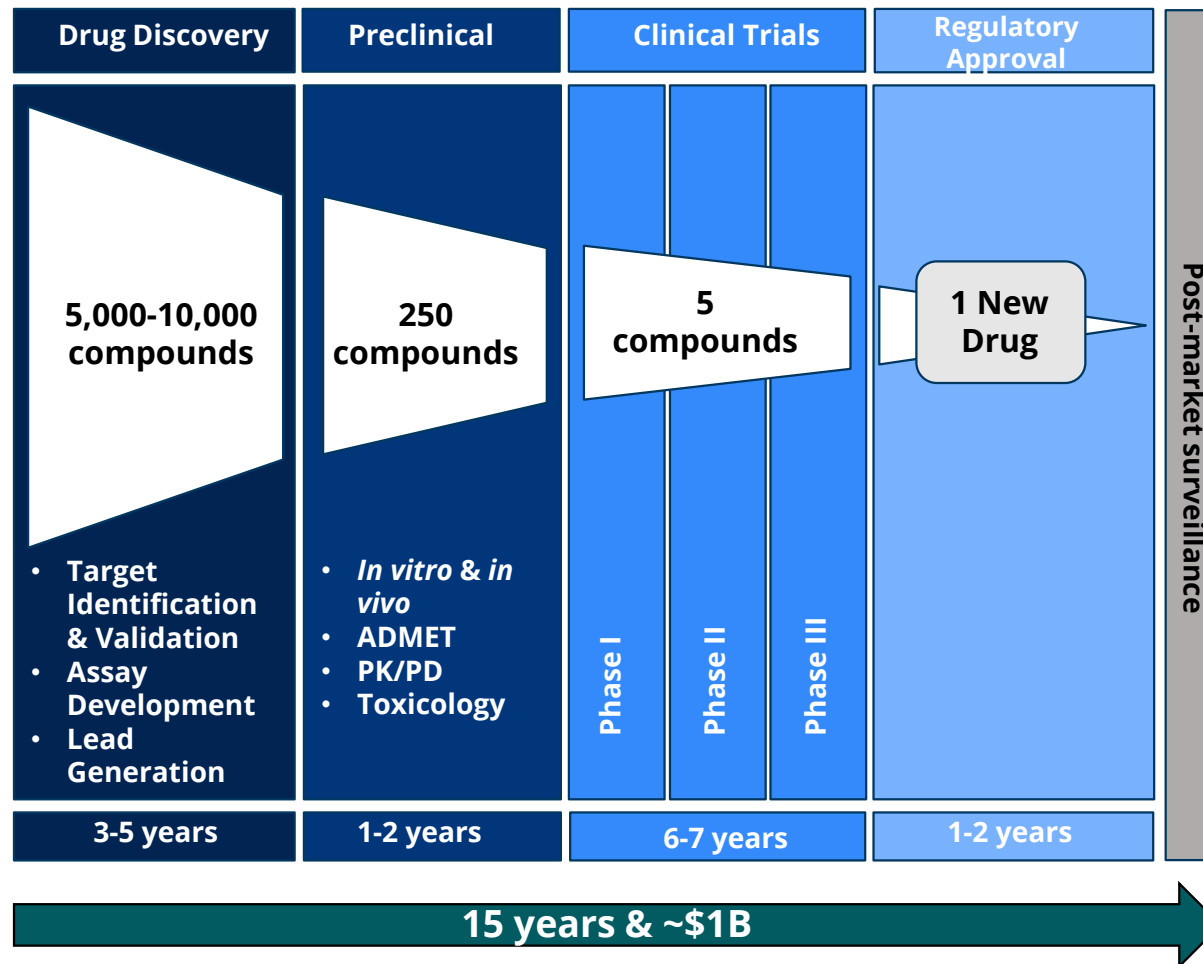 Drug Discovery
Preclinical
Clinical Trials
Regulatory
Approval
5,000-10,000
compounds
250
compounds
5
compounds
1 New
Drug
• Target
Identification
& Validation
• Assay
Development
• Lead
Generation
• In vitro & in
vivo
• ADMET
• PK/PD
• Toxicology
Phase I
Phase II
Phase III
Post-market surveillance
3-5 years
1-2 years
6-7 years
1-2 years
15 years & ~$1B